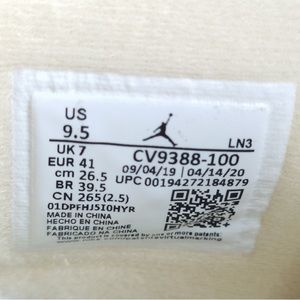 US
9.5
LN3
UK 7
CV9388-100
EUR 41
09/04/19 04/14/20
cm 26.5
UPC 00194272184879
BR 39.5
CN 265(2.5)
01DPFHJ5I0HYR
MADE IN CHINA
HECHO EN CHINA
FABRIQUE EN CHINE
FABRICADO NA CHINA